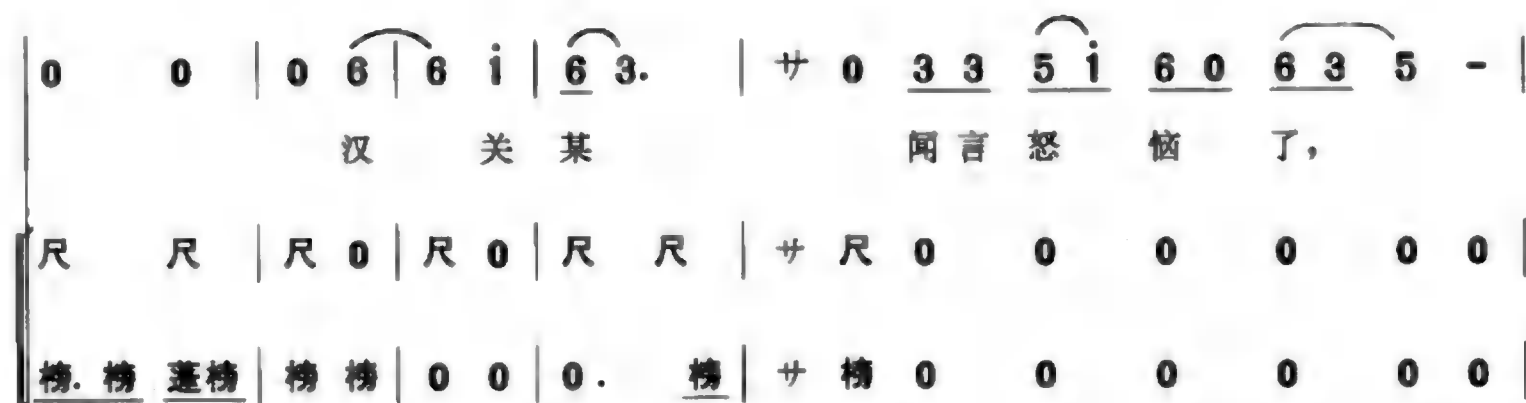 0 0 | 0 6 | 6 i | 6 3. | サ 0 3 3 5 i 6 0 6 3 5 - |
汉 关 某 闻 言 怒 恼 了,
尺 尺 | 尺 0 | 尺 0 | 尺 尺 | サ 尺 0 0 0 0 0 0
榜. 榜 蓬榜 | 榜 榜 | 0 0 | 0. 榜 | サ 榜 0 0 0 0 0 0